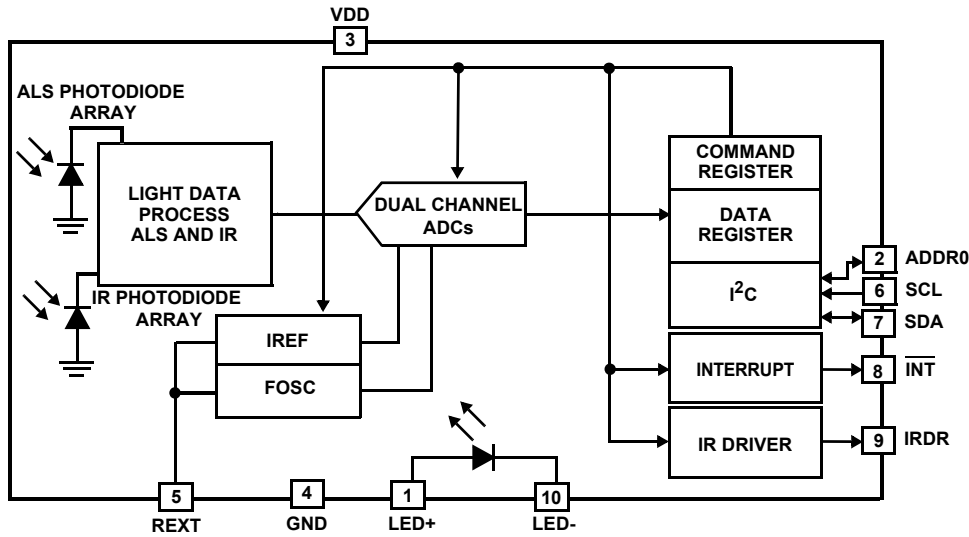 VDD
3
ALS PHOTODIODE
ARRAY
LIGHT DATA
PROCESS
ALS AND IR
DUAL CHANNEL
ADCs
COMMAND
REGISTER
DATA
REGISTER
I²C
2 ADDR0
6 SCL
7 SDA
IR PHOTODIODE
ARRAY
IREF
FOSC
INTERRUPT
8 INT
IR DRIVER
9 IRDR
5
REXT
4
GND
1
LED+
10
LED-